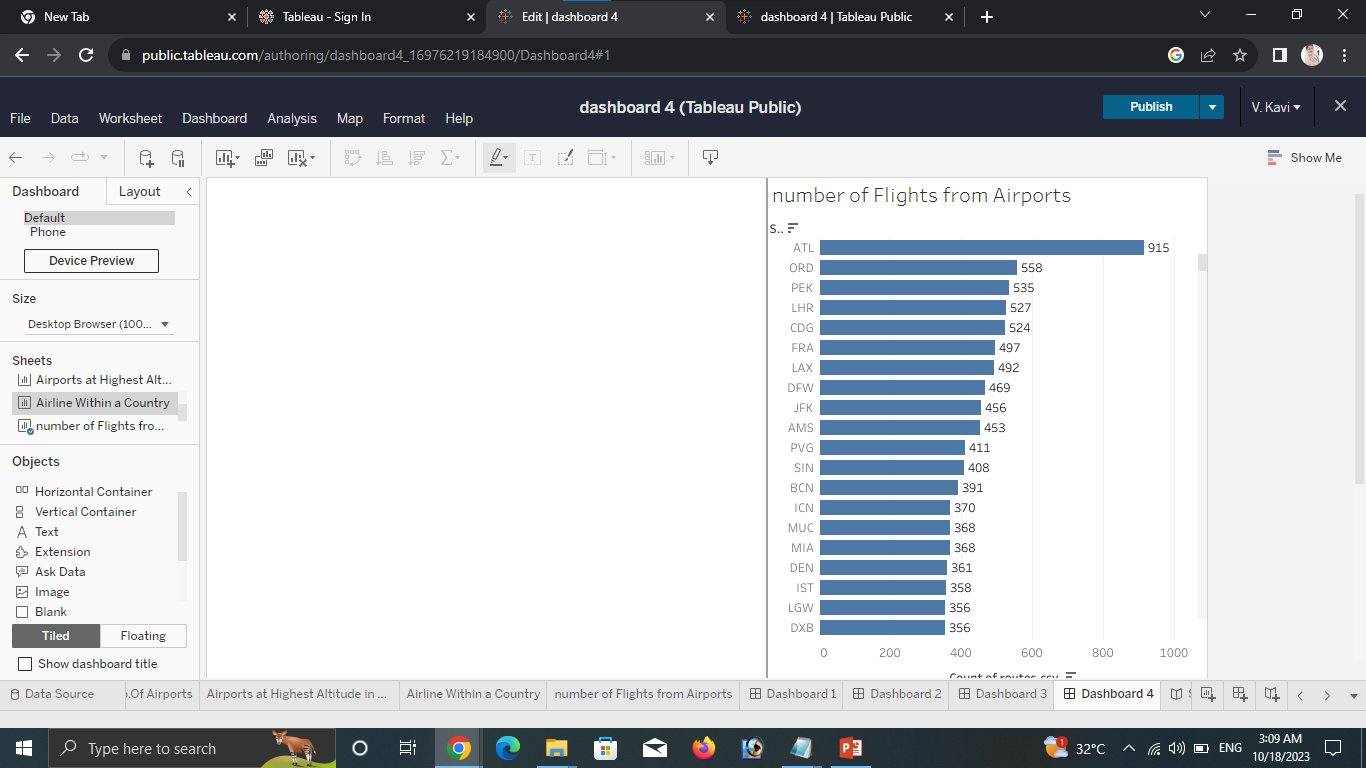 New Tab
Tableau - Sign In
Edit | dashboard 4
dashboard 4 | Tableau Public
public.tableau.com/authoring/dashboard4_16976219184900/Dashboard4#1
dashboard 4 (Tableau Public)
Publish
V. Kavi
File Data Worksheet Dashboard Analysis Map Format Help
Show Me
Dashboard
Layout
Default
Phone
Device Preview
Size
Desktop Browser (100...
Sheets
Airports at Highest Alt...
Airline Within a Country
number of Flights fro...
Objects
Horizontal Container
Vertical Container
Text
Extension
Ask Data
Image
Blank
Tiled
Floating
Show dashboard title
number of Flights from Airports
S..
ATL 915
ORD 558
PEK 535
LHR 527
CDG 524
FRA 497
LAX 492
DFW 469
JFK 456
AMS 453
PVG 411
SIN 408
BCN 391
ICN 370
MUC 368
MIA 368
DEN 361
IST 358
LGW 356
DXB 356
0 200 400 600 800 1000
Count of routes.csv
Data Source
.Of Airports
Airports at Highest Altitude in ...
Airline Within a Country
number of Flights from Airports
Dashboard 1
Dashboard 2
Dashboard 3
Dashboard 4
Type here to search
1
32°C
ENG
3:09 AM
10/18/2023